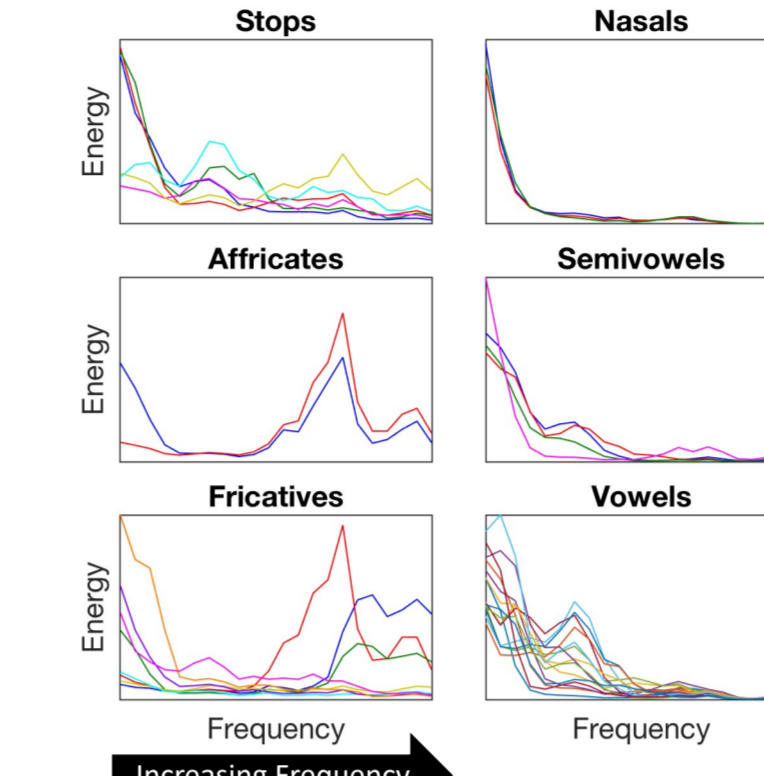 Stops
Nasals
Energy
Affricates
Semivowels
Energy
Fricatives
Vowels
Energy
Frequency
Frequency
Increasing Frequency